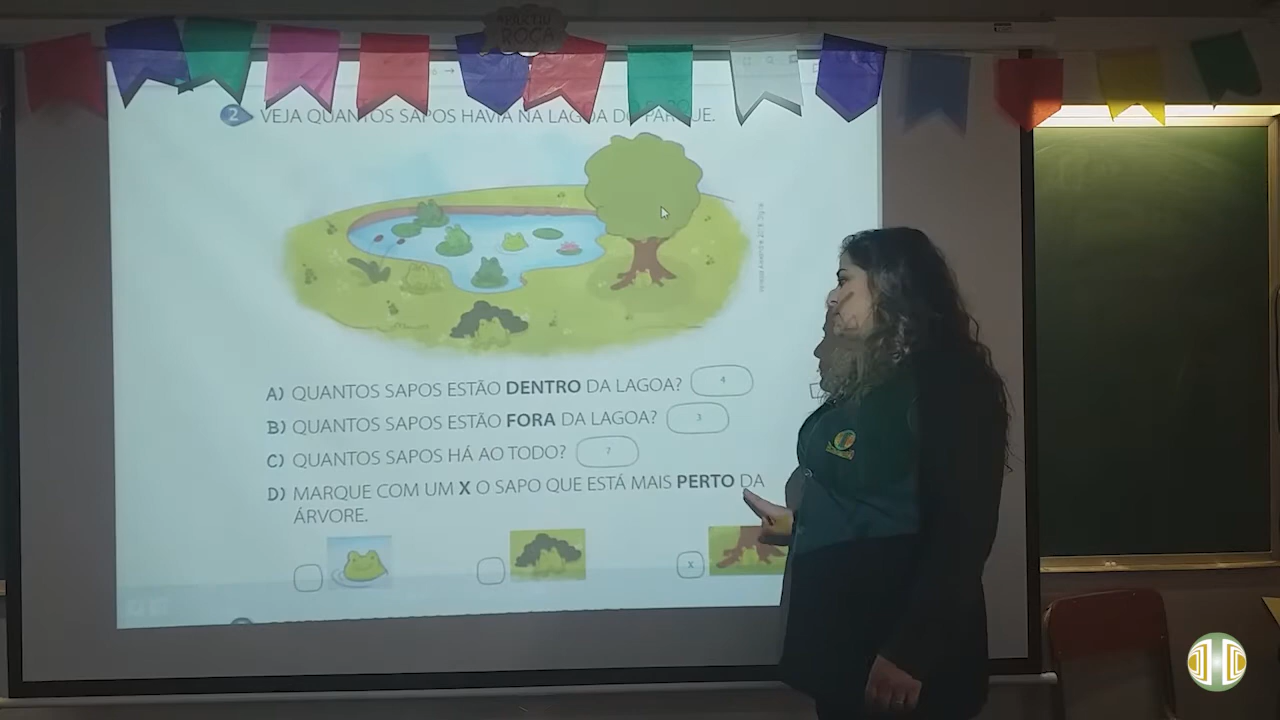 ROÇA
2 VEJA QUANTOS SAPOS HAVIA NA LAGOA DO PARQUE.
A) QUANTOS SAPOS ESTÃO DENTRO DA LAGOA? 4
B) QUANTOS SAPOS ESTÃO FORA DA LAGOA? 3
C) QUANTOS SAPOS HÁ AO TODO? 7
D) MARQUE COM UM X O SAPO QUE ESTÁ MAIS PERTO DA
ÁRVORE.
X